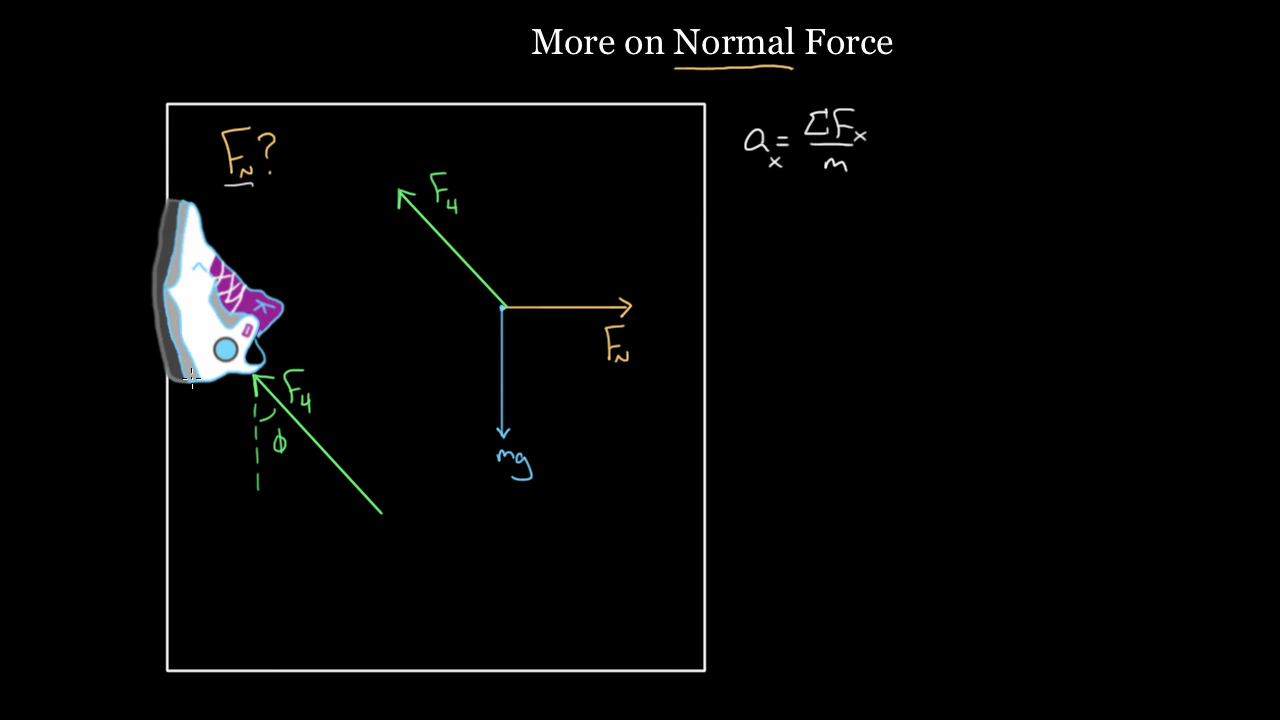 More on Normal Force
F_N?
a_x = ΣF_x / m
F_4
F_N
F_4
ϕ
mg